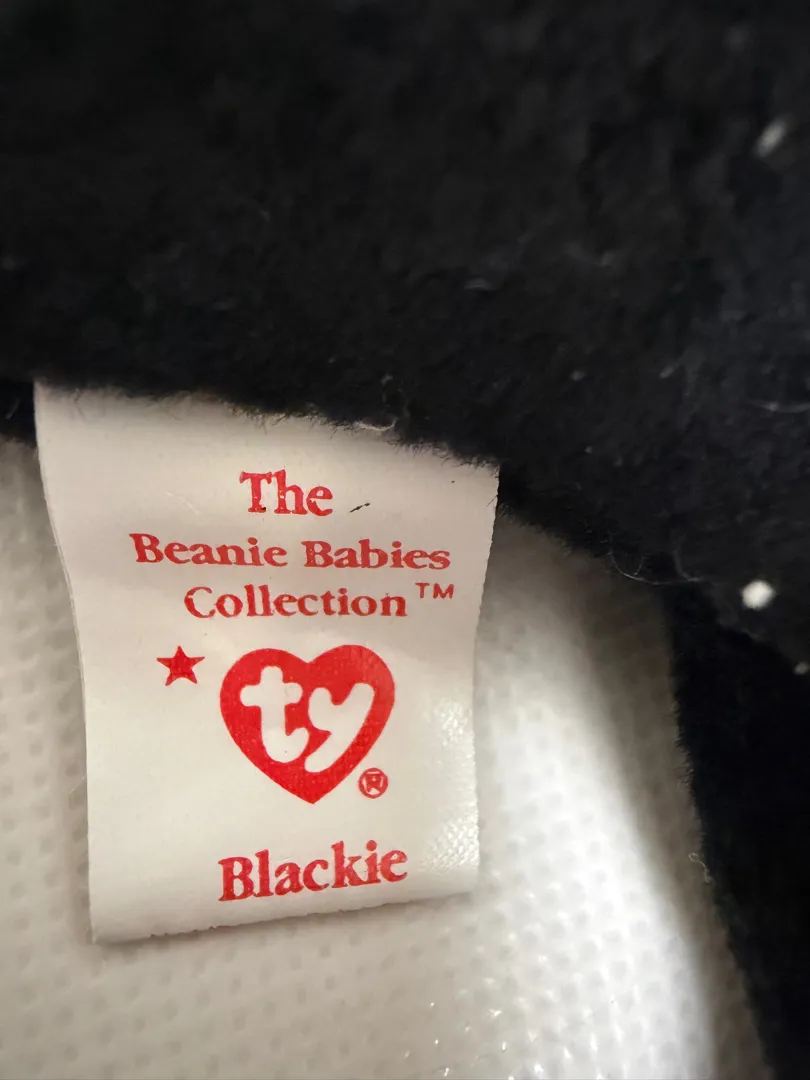 The
Beanie Babies
Collection™
★ ty®
Blackie